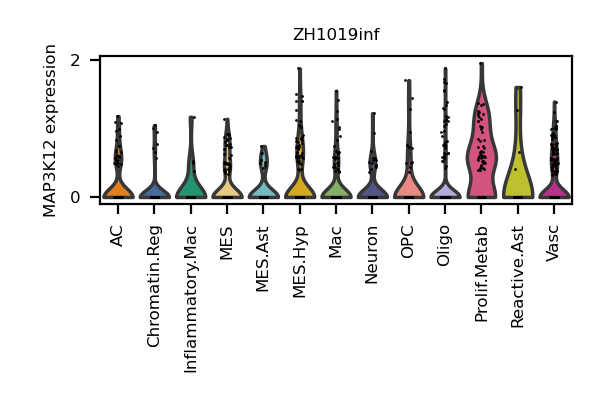 ZH1019inf
MAP3K12 expression
2
0
AC
Chromatin.Reg
Inflammatory.Mac
MES
MES.Ast
MES.Hyp
Mac
Neuron
OPC
Oligo
Prolif.Metab
Reactive.Ast
Vasc